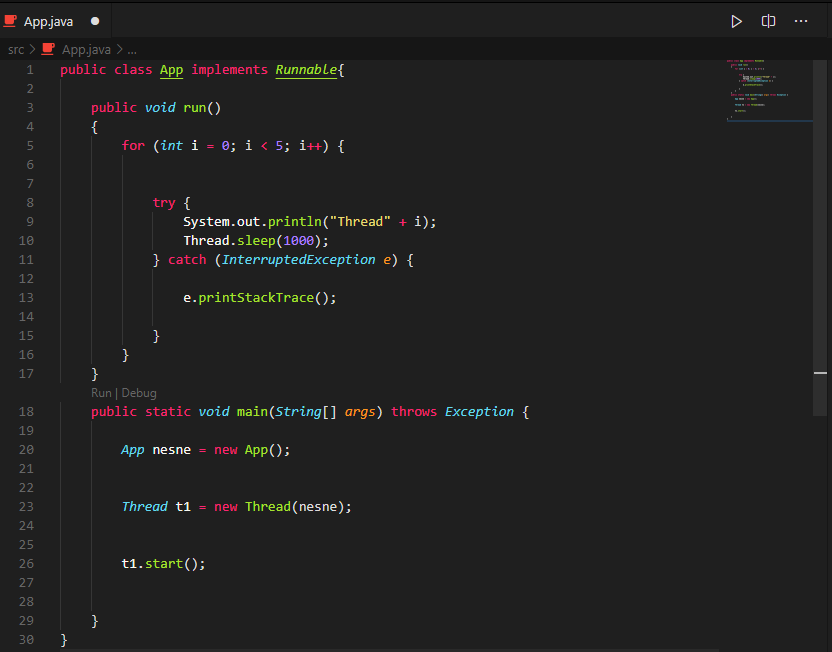 App.java ●
src > App.java > ...
1 public class App implements Runnable{
2
3     public void run()
4     {
5         for (int i = 0; i < 5; i++) {
6
7
8             try {
9                 System.out.println("Thread" + i);
10                 Thread.sleep(1000);
11             } catch (InterruptedException e) {
12
13                 e.printStackTrace();
14
15             }
16         }
17     }
Run | Debug
18     public static void main(String[] args) throws Exception {
19
20         App nesne = new App();
21
22
23         Thread t1 = new Thread(nesne);
24
25
26         t1.start();
27
28
29     }
30 }